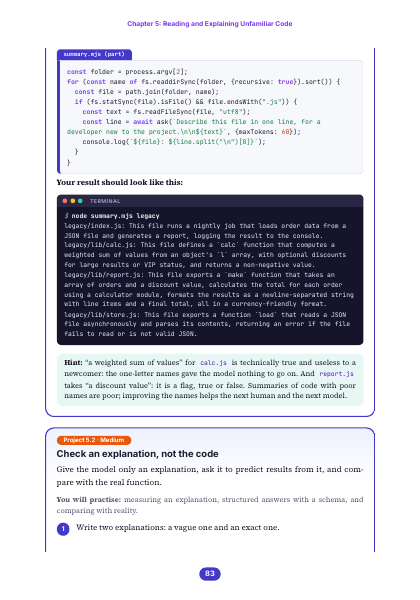 Chapter 5: Reading and Explaining Unfamiliar Code
summary.mjs (part)
const folder = process.argv[2];
for (const name of fs.readdirSync(folder, {recursive: true}).sort()) {
const file = path.join(folder, name);
if (fs.statSync(file).isFile() && file.endsWith(".js")) {
const text = fs.readFileSync(file, "utf8");
const line = await ask(`Describe this file in one line, for a
developer new to the project.\n\n${text}`, {maxTokens: 60});
console.log(`${file}: ${line.split("\n")[0]}`);
}
}
Your result should look like this:
TERMINAL
$ node summary.mjs legacy
legacy/index.js: This file runs a nightly job that loads order data from a
JSON file and generates a report, logging the result to the console.
legacy/lib/calc.js: This file defines a `calc` function that computes a
weighted sum of values from an object's `l` array, with optional discounts
for large results or VIP status, and returns a non-negative value.
legacy/lib/report.js: This file exports a `make` function that takes an
array of orders and a discount value, calculates the total for each order
using a calculator module, formats the results as a newline-separated string
with line items and a final total, all in a currency-friendly format.
legacy/lib/store.js: This file exports a function `load` that reads a JSON
file asynchronously and parses its contents, returning an error if the file
fails to read or is not valid JSON.
Hint: “a weighted sum of values” for calc.js is technically true and useless to a
newcomer: the one-letter names gave the model nothing to go on. And report.js
takes “a discount value”: it is a flag, true or false. Summaries of code with poor
names are poor; improving the names helps the next human and the next model.
Project 5.2 · Medium
Check an explanation, not the code
Give the model only an explanation, ask it to predict results from it, and com-
pare with the real function.
You will practise: measuring an explanation, structured answers with a schema, and
comparing with reality.
1 Write two explanations: a vague one and an exact one.
83